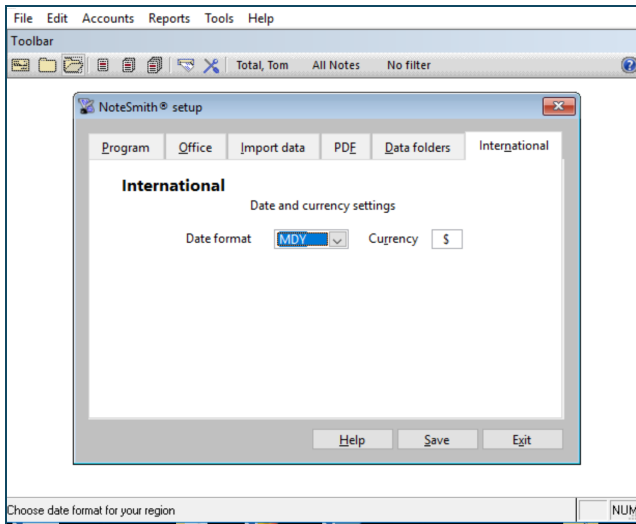 File Edit Accounts Reports Tools Help
Toolbar
Total, Tom All Notes No filter
NoteSmith® setup
Program Office Import data PDF Data folders International
International
Date and currency settings
Date format MDY Currency $
Help Save Exit
Choose date format for your region NUM